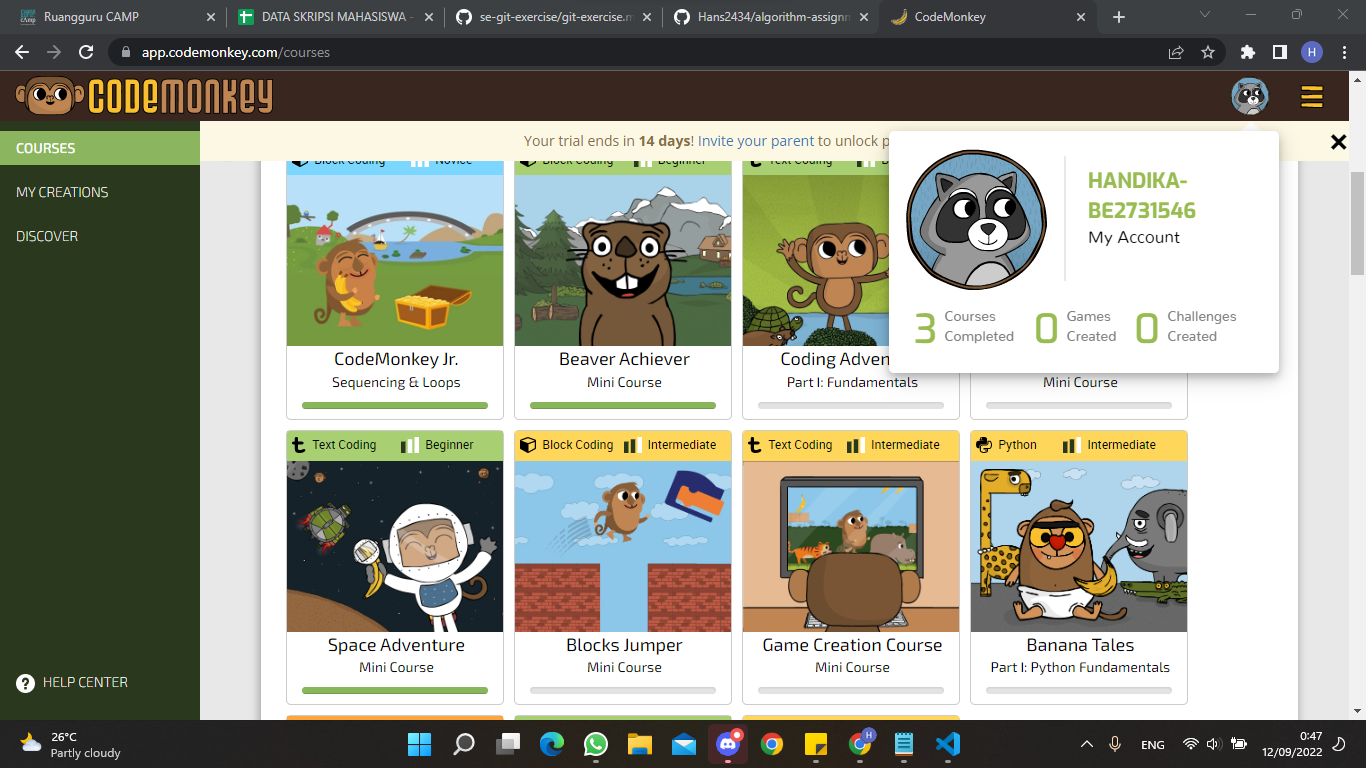 Ruangguru CAMP
DATA SKRIPSI MAHASISWA -
se-git-exercise/git-exercise.m
Hans2434/algorithm-assignm
CodeMonkey
app.codemonkey.com/courses
H
CODEMONKEY
COURSES
MY CREATIONS
DISCOVER
HELP CENTER
Your trial ends in 14 days! Invite your parent to unlock p
HANDIKA-
BE2731546
My Account
3 Courses Completed
0 Games Created
0 Challenges Created
Block Coding Novice
Block Coding Beginner
Text Coding
CodeMonkey Jr.
Sequencing & Loops
Beaver Achiever
Mini Course
Coding Adven
Part I: Fundamentals
Mini Course
Text Coding Beginner
Block Coding Intermediate
Text Coding Intermediate
Python Intermediate
Space Adventure
Mini Course
Blocks Jumper
Mini Course
Game Creation Course
Mini Course
Banana Tales
Part I: Python Fundamentals
26°C
Partly cloudy
H
ENG
0:47
12/09/2022